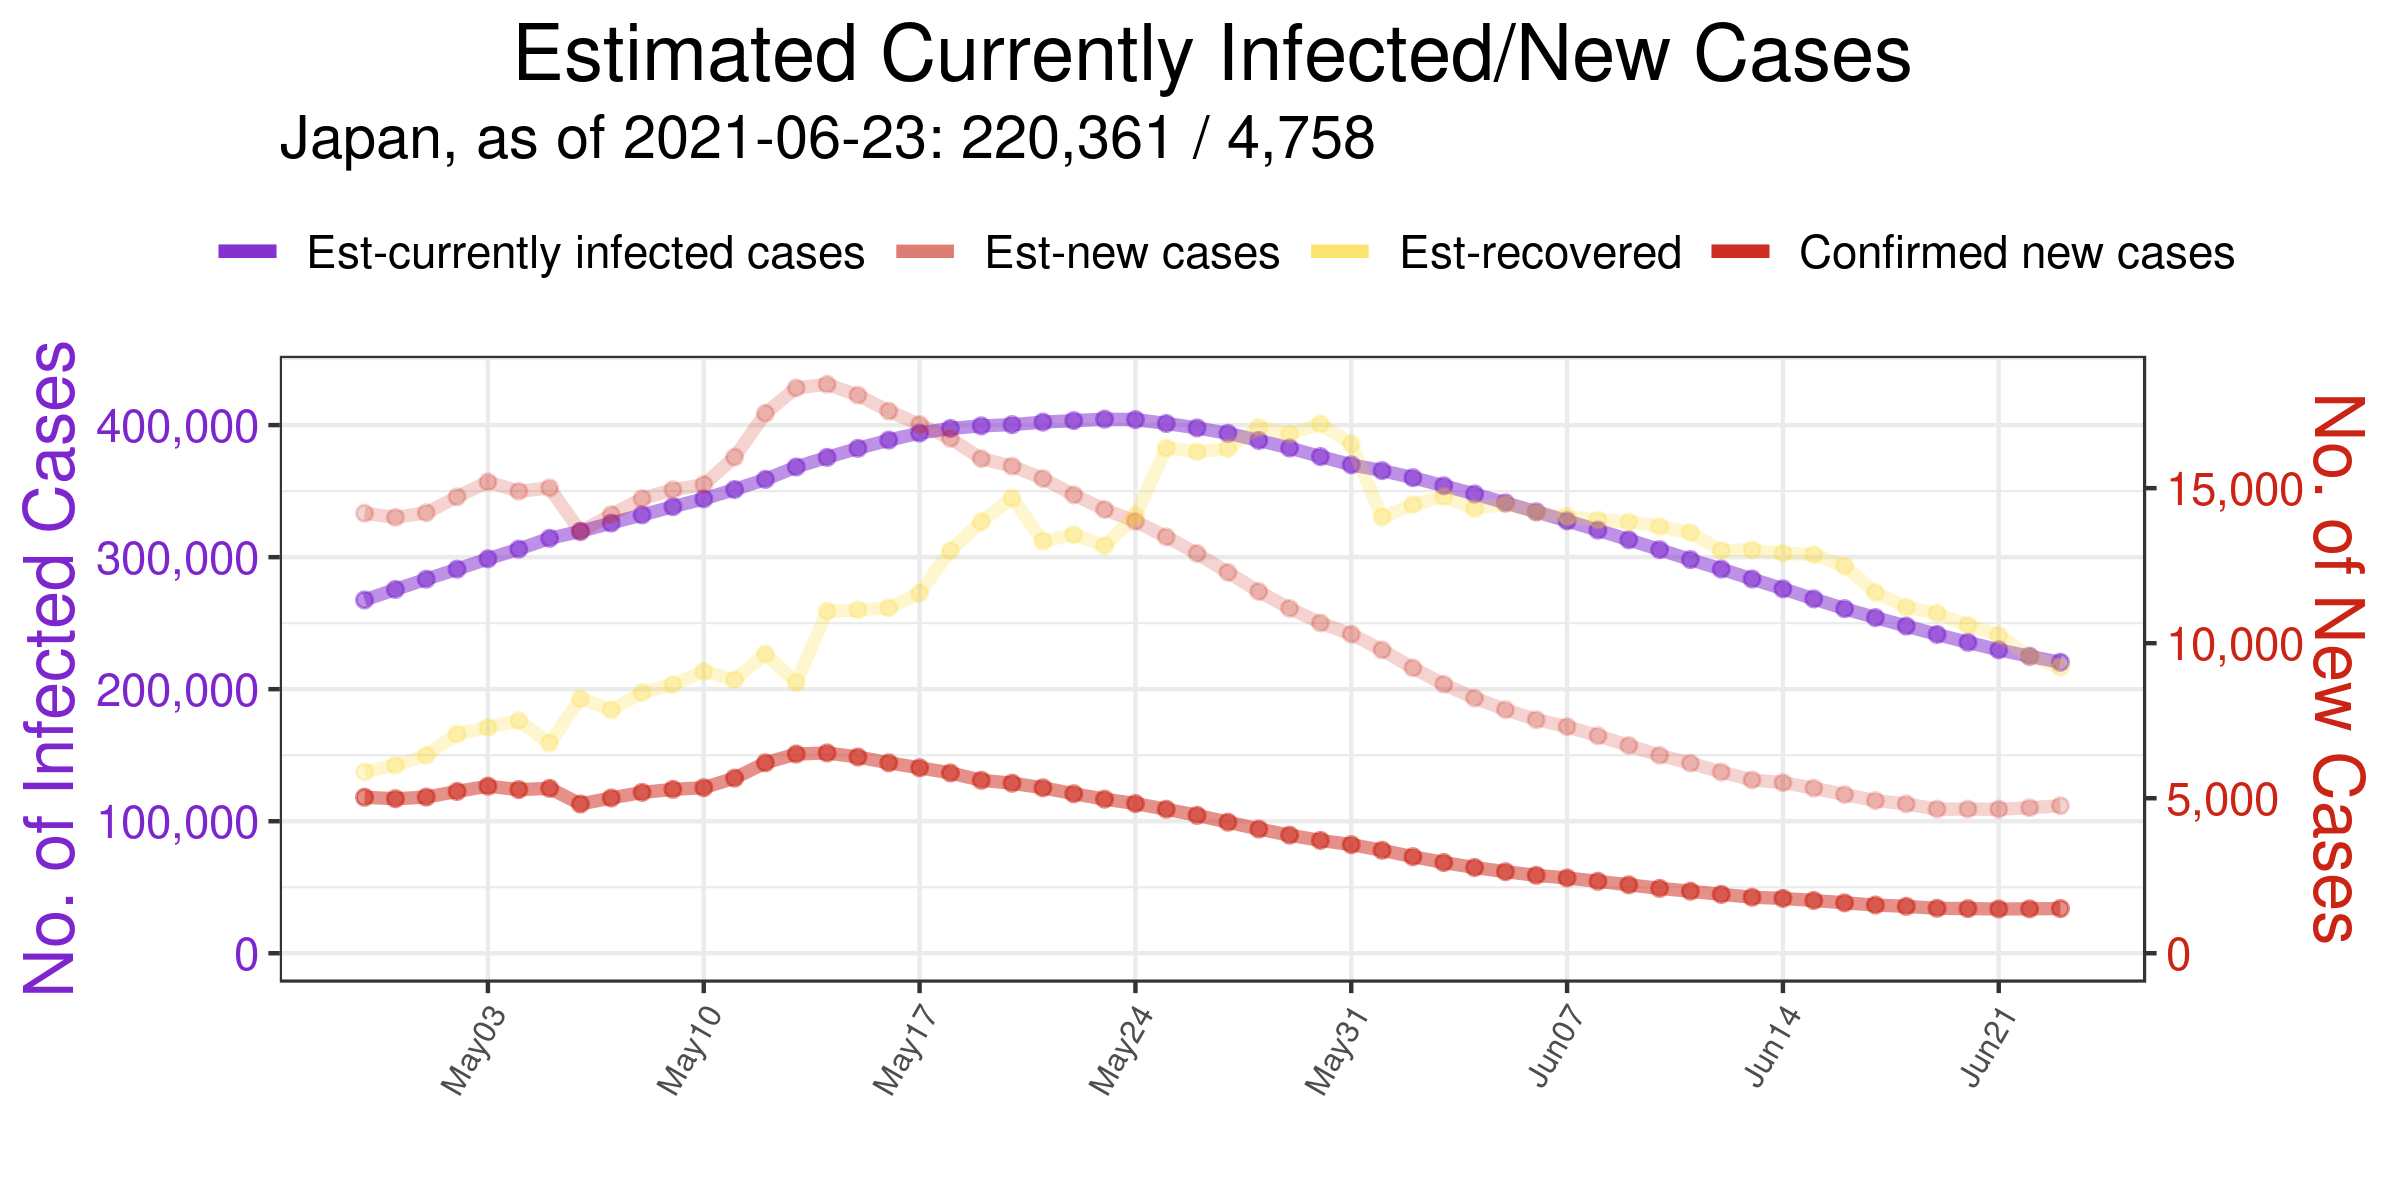 Estimated Currently Infected/New Cases
Japan, as of 2021-06-23: 220,361 / 4,758
Est-currently infected cases Est-new cases Est-recovered Confirmed new cases
No. of Infected Cases
400,000
300,000
200,000
100,000
0
15,000
10,000
5,000
0
No. of New Cases
May03 May10 May17 May24 May31 Jun07 Jun14 Jun21